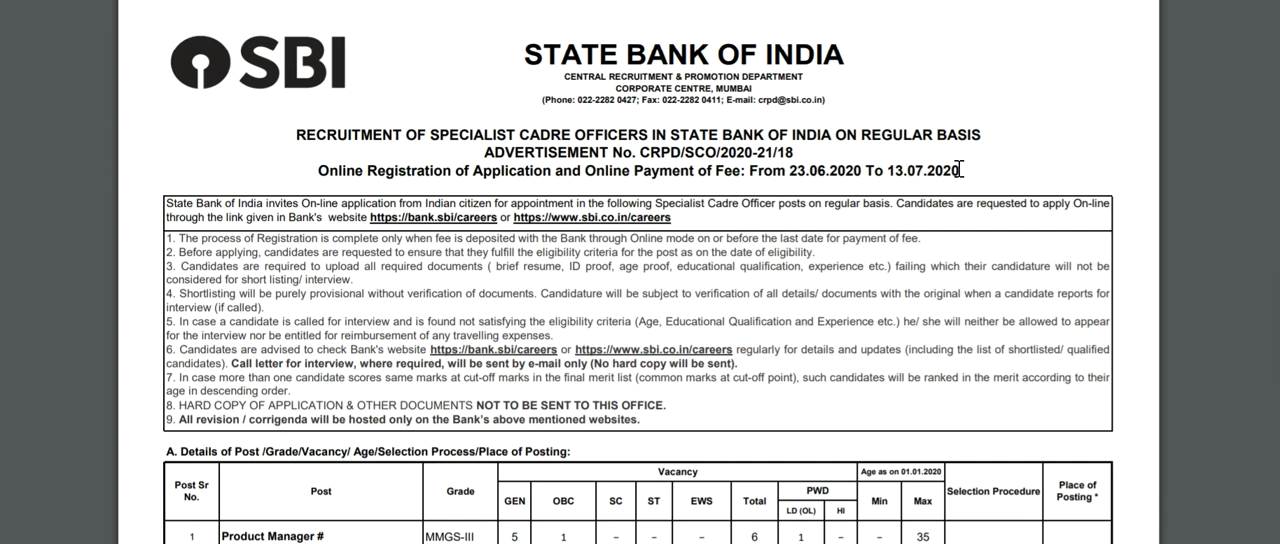 SBI
STATE BANK OF INDIA
CENTRAL RECRUITMENT & PROMOTION DEPARTMENT
CORPORATE CENTRE, MUMBAI
(Phone: 022-2282 0427; Fax: 022-2282 0411; E-mail: crpd@sbi.co.in)
RECRUITMENT OF SPECIALIST CADRE OFFICERS IN STATE BANK OF INDIA ON REGULAR BASIS
ADVERTISEMENT No. CRPD/SCO/2020-21/18
Online Registration of Application and Online Payment of Fee: From 23.06.2020 To 13.07.2020
State Bank of India invites On-line application from Indian citizen for appointment in the following Specialist Cadre Officer posts on regular basis. Candidates are requested to apply On-line
through the link given in Bank's website https://bank.sbi/careers or https://www.sbi.co.in/careers
1. The process of Registration is complete only when fee is deposited with the Bank through Online mode on or before the last date for payment of fee.
2. Before applying, candidates are requested to ensure that they fulfill the eligibility criteria for the post as on the date of eligibility.
3. Candidates are required to upload all required documents ( brief resume, ID proof, age proof, educational qualification, experience etc.) failing which their candidature will not be
considered for short listing/ interview.
4. Shortlisting will be purely provisional without verification of documents. Candidature will be subject to verification of all details/ documents with the original when a candidate reports for
interview (if called).
5. In case a candidate is called for interview and is found not satisfying the eligibility criteria (Age, Educational Qualification and Experience etc.) he/ she will neither be allowed to appear
for the interview nor be entitled for reimbursement of any travelling expenses.
6. Candidates are advised to check Bank's website https://bank.sbi/careers or https://www.sbi.co.in/careers regularly for details and updates (including the list of shortlisted/ qualified
candidates). Call letter for interview, where required, will be sent by e-mail only (No hard copy will be sent).
7. In case more than one candidate scores same marks at cut-off marks in the final merit list (common marks at cut-off point), such candidates will be ranked in the merit according to their
age in descending order.
8. HARD COPY OF APPLICATION & OTHER DOCUMENTS NOT TO BE SENT TO THIS OFFICE.
9. All revision / corrigenda will be hosted only on the Bank's above mentioned websites.
A. Details of Post /Grade/Vacancy/ Age/Selection Process/Place of Posting:
Post Sr No. Post Grade Vacancy Age as on 01.01.2020 Selection Procedure Place of Posting *
GEN OBC SC ST EWS Total PWD Min Max
LD (OL) HI
1 Product Manager # MMGS-III 5 1 – – – 6 1 – – 35